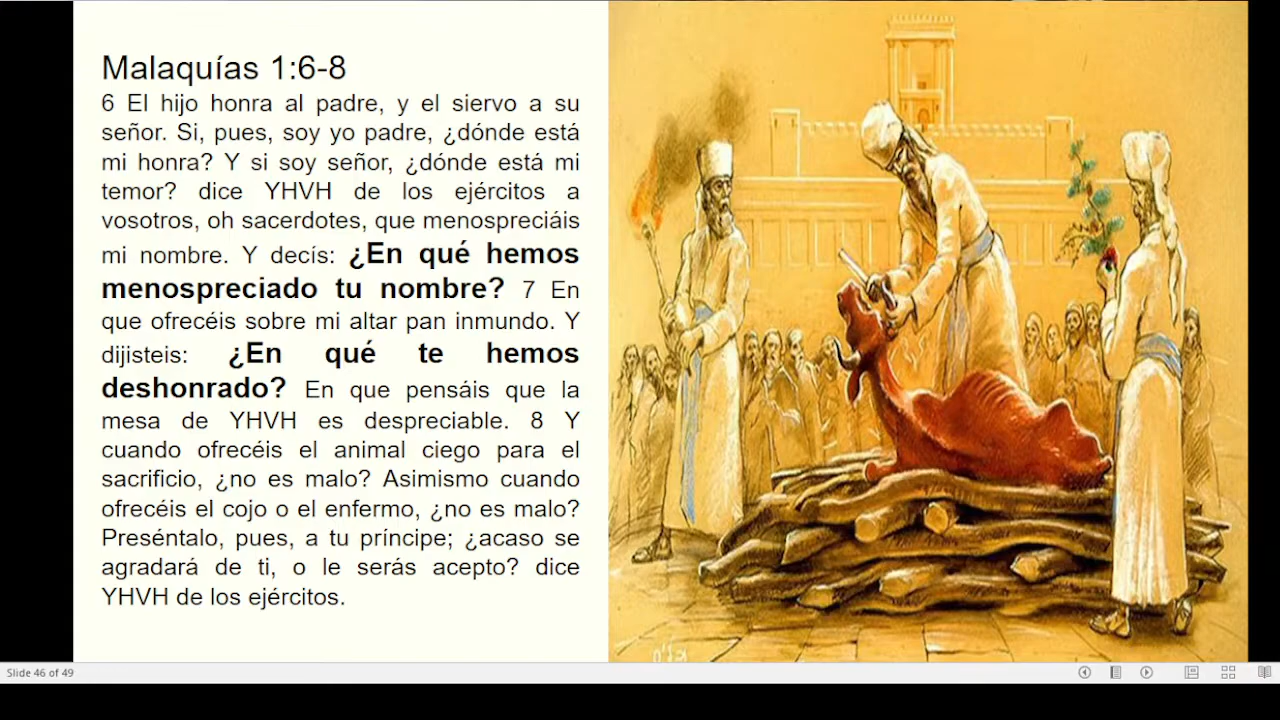 Malaquías 1:6-8
6 El hijo honra al padre, y el siervo a su
señor. Si, pues, soy yo padre, ¿dónde está
mi honra? Y si soy señor, ¿dónde está mi
temor? dice YHVH de los ejércitos a
vosotros, oh sacerdotes, que menospreciáis
mi nombre. Y decís: ¿En qué hemos
menospreciado tu nombre? 7 En
que ofrecéis sobre mi altar pan inmundo. Y
dijisteis: ¿En qué te hemos
deshonrado? En que pensáis que la
mesa de YHVH es despreciable. 8 Y
cuando ofrecéis el animal ciego para el
sacrificio, ¿no es malo? Asimismo cuando
ofrecéis el cojo o el enfermo, ¿no es malo?
Preséntalo, pues, a tu príncipe; ¿acaso se
agradará de ti, o le serás acepto? dice
YHVH de los ejércitos.
Slide 46 of 49